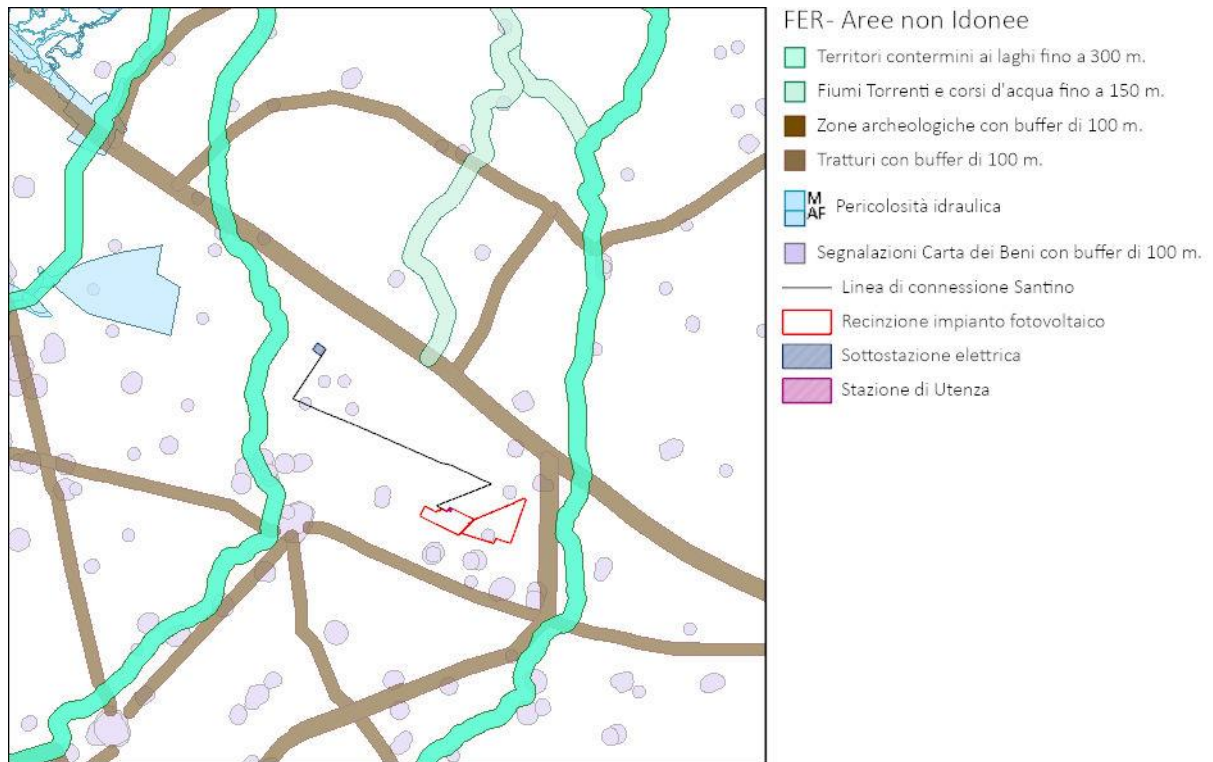 FER- Aree non Idonee
Territori contermini ai laghi fino a 300 m.
Fiumi Torrenti e corsi d'acqua fino a 150 m.
Zone archeologiche con buffer di 100 m.
Tratturi con buffer di 100 m.
M
AF
Pericolosità idraulica
Segnalazioni Carta dei Beni con buffer di 100 m.
Linea di connessione Santino
Recinzione impianto fotovoltaico
Sottostazione elettrica
Stazione di Utenza